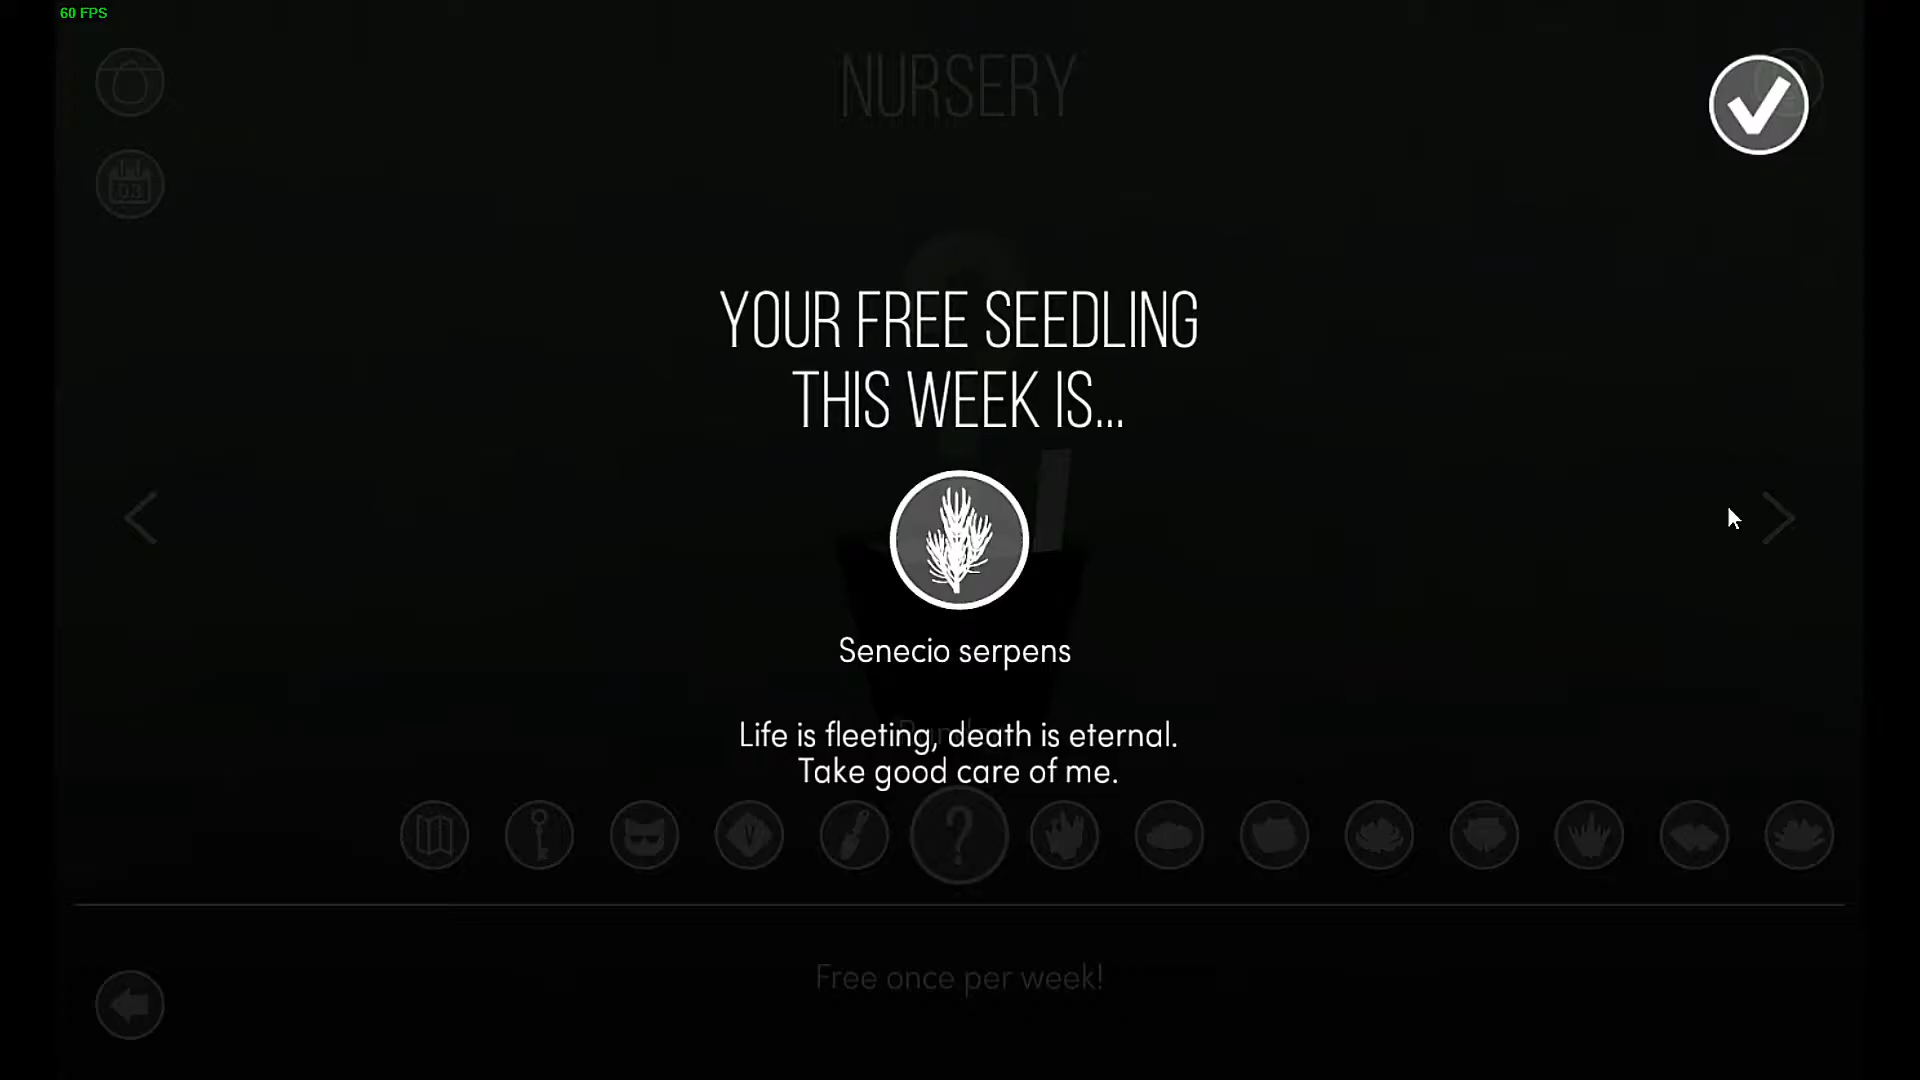 60 FPS
NURSERY
03
YOUR FREE SEEDLING
THIS WEEK IS...
Senecio serpens
Life is fleeting, death is eternal.
Take good care of me.
?
Free once per week!